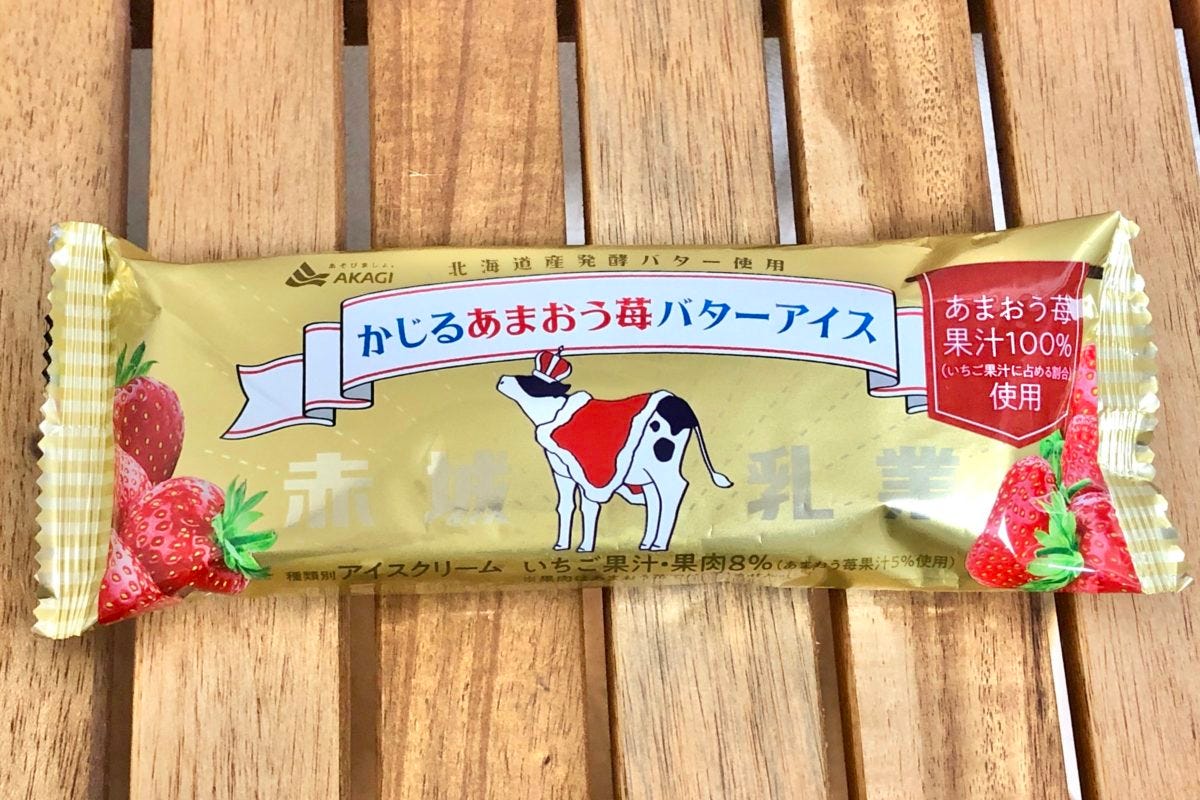 あそびましょ。
AKAGI
北海道産発酵バター使用
かじるあまおう苺バターアイス
あまおう苺
果汁100%
(いちご果汁に占める割合)
使用
赤城乳業
種類別 アイスクリーム いちご果汁・果肉8%(あまおう苺果汁5%使用)